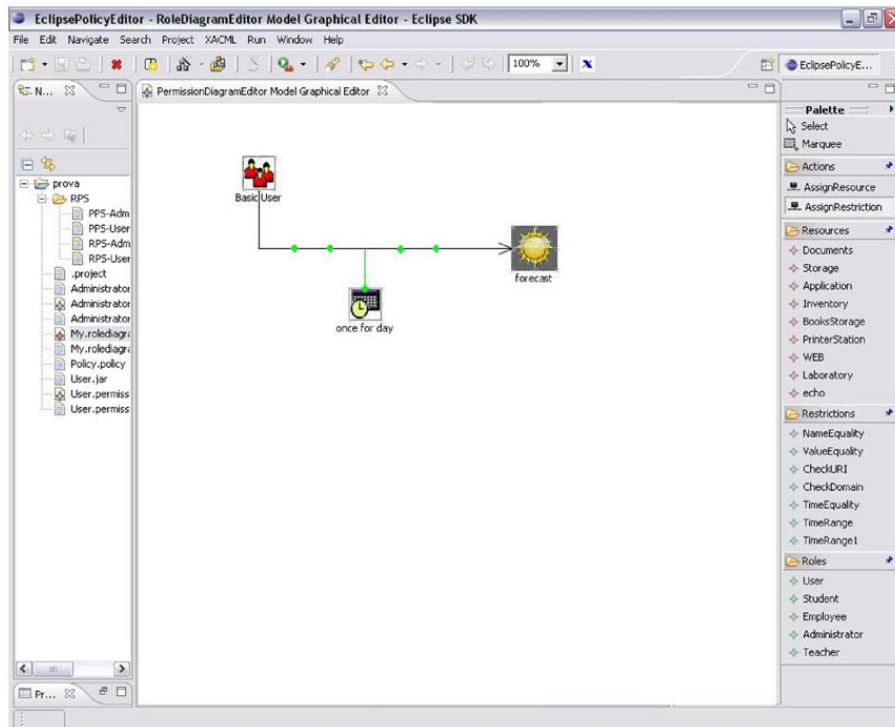 EclipsePolicyEditor - RoleDiagramEditor Model Graphical Editor - Eclipse SDK
File Edit Navigate Search Project XACML Run Window Help
100%
X
EclipsePolicyE...
N...
PermissionDiagramEditor Model Graphical Editor
prova
RPS
PPS-Adm
PPS-User
RPS-Adm
RPS-User
.project
Administrator
Administrator
Administrator
My.rolediagra
My.rolediagra
Policy.policy
User.jar
User.permiss
User.permiss
Pr...
Basic User
forecast
once for day
Palette
Select
Marquee
Actions
AssignResource
AssignRestriction
Resources
Documents
Storage
Application
Inventory
BooksStorage
PrinterStation
WEB
Laboratory
echo
Restrictions
NameEquality
ValueEquality
CheckURI
CheckDomain
TimeEquality
TimeRange
TimeRange1
Roles
User
Student
Employee
Administrator
Teacher